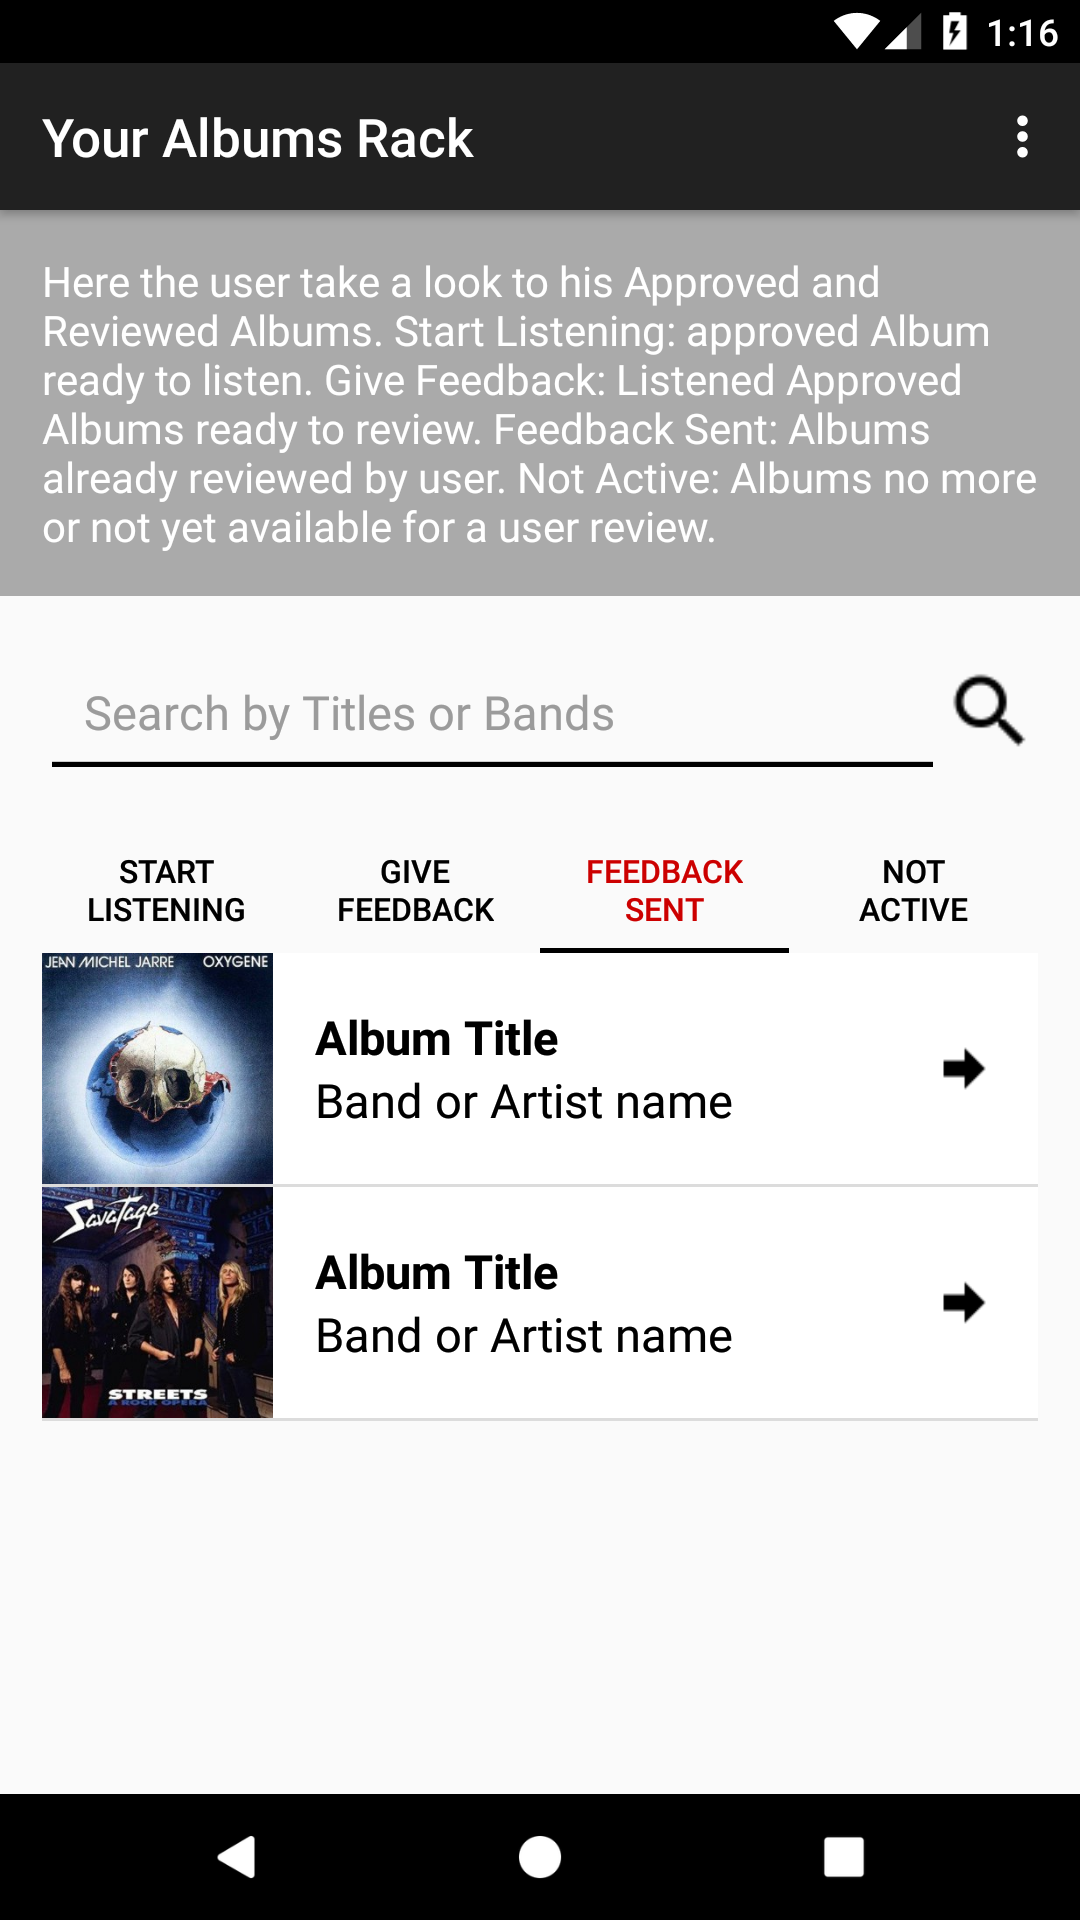 1:16
Your Albums Rack
Here the user take a look to his Approved and
Reviewed Albums. Start Listening: approved Album
ready to listen. Give Feedback: Listened Approved
Albums ready to review. Feedback Sent: Albums
already reviewed by user. Not Active: Albums no more
or not yet available for a user review.
Search by Titles or Bands
START
LISTENING
GIVE
FEEDBACK
FEEDBACK
SENT
NOT
ACTIVE
JEAN MICHEL JARRE OXYGENE
Album Title
Band or Artist name
Savatage
STREETS
A ROCK OPERA
Album Title
Band or Artist name